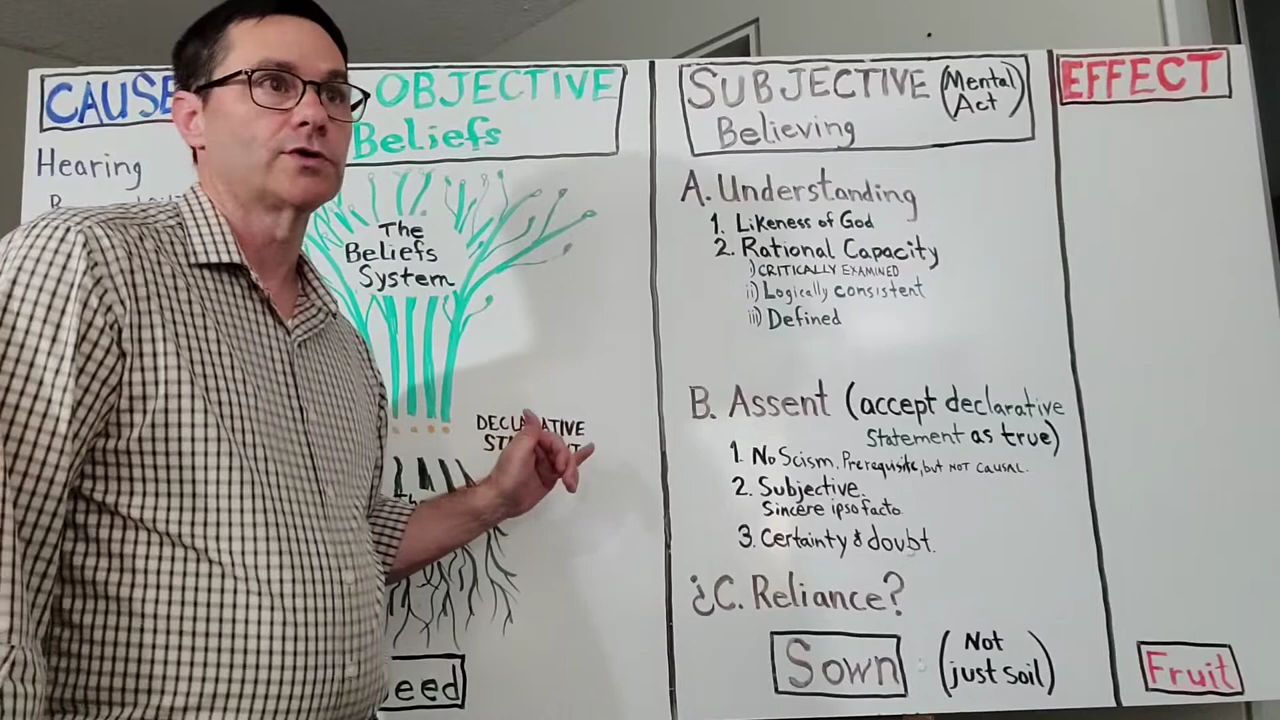 CAUSE
Hearing
OBJECTIVE
Beliefs
The
Beliefs
System
DECLARATIVE
eed
SUBJECTIVE (Mental Act)
Believing
A. Understanding
1. Likeness of God
2. Rational Capacity
i) CRITICALLY EXAMINED
ii) Logically consistent
iii) Defined
B. Assent (accept declarative
Statement as true)
1. No Scism. Prerequisite, but NOT CAUSAL.
2. Subjective.
Sincere ipso facto
3. Certainty & doubt.
¿C. Reliance?
Sown
(Not
just soil)
EFFECT
Fruit